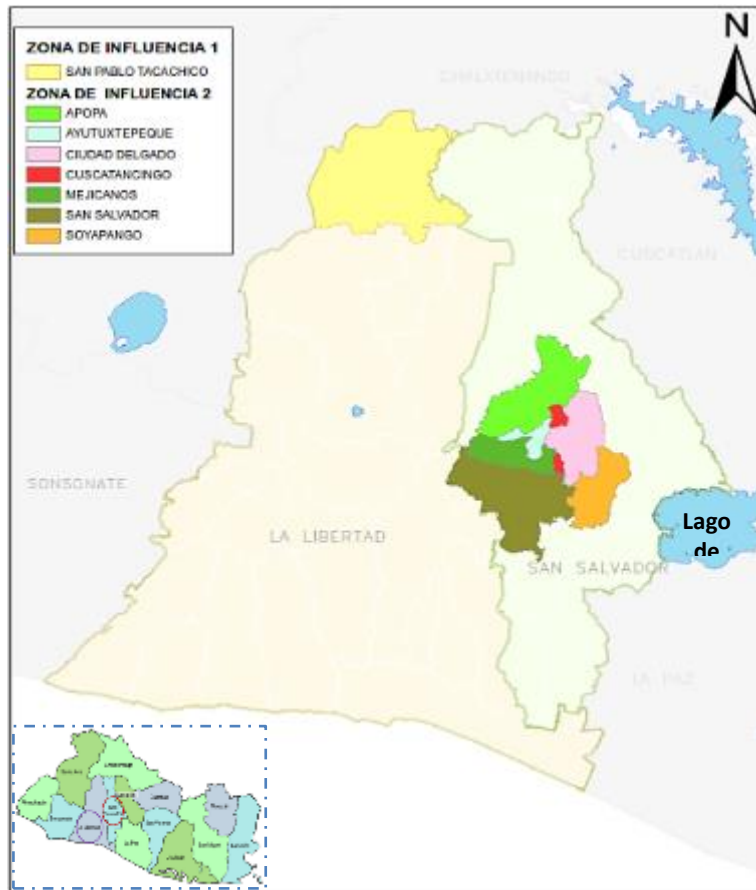 ZONA DE INFLUENCIA 1
SAN PABLO TACACHICO
ZONA DE INFLUENCIA 2
APOPA
AYUTUXTEPEQUE
CIUDAD DELGADO
CUSCATANCINGO
MEJICANOS
SAN SALVADOR
SOYAPANGO
N
CHALATENANGO
CUSCATLAN
SONSONATE
LA LIBERTAD
Lago
de
SAN SALVADOR
LA PAZ